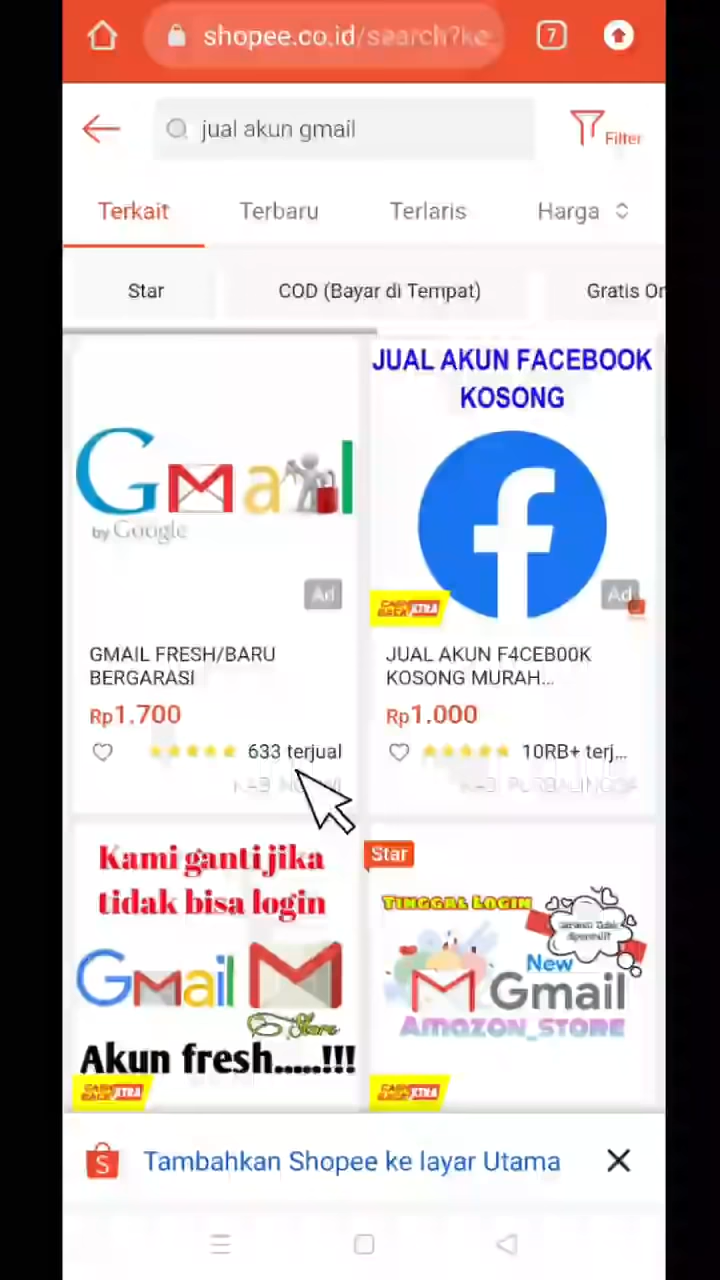 shopee.co.id/search?ke
7
jual akun gmail
Filter
Terkait
Terbaru
Terlaris
Harga
Star
COD (Bayar di Tempat)
Gratis On
Gmail
by Google
Ad
GMAIL FRESH/BARU
BERGARASI
Rp1.700
633 terjual
JUAL AKUN FACEBOOK
KOSONG
Ad
JUAL AKUN F4CEB00K
KOSONG MURAH...
Rp1.000
10RB+ terj...
Kami ganti jika
tidak bisa login
Gmail
Store
Akun fresh.....!!!
Star
TINGGAL LOGIN
New
Gmail
AMAZON_STORE
Tambahkan Shopee ke layar Utama